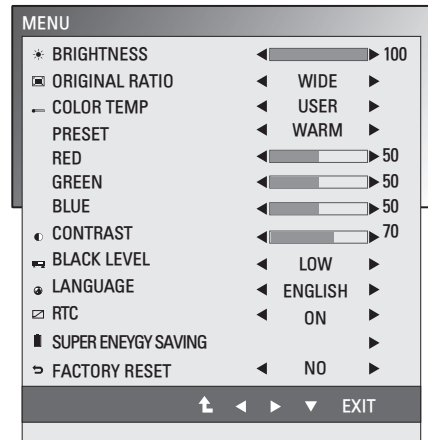 MENU
BRIGHTNESS 100
ORIGINAL RATIO WIDE
COLOR TEMP USER
PRESET WARM
RED 50
GREEN 50
BLUE 50
CONTRAST 70
BLACK LEVEL LOW
LANGUAGE ENGLISH
RTC ON
SUPER ENEYGY SAVING
FACTORY RESET NO
EXIT